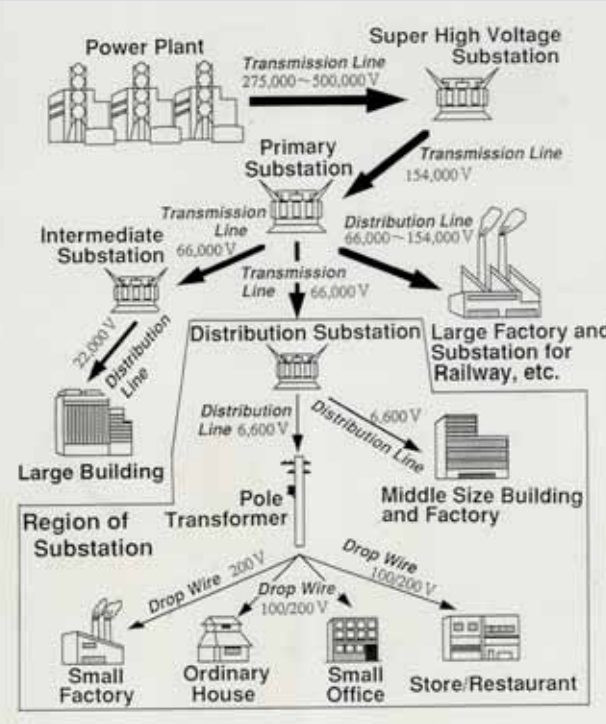 Power Plant
Transmission Line
275,000~500,000 V
Super High Voltage
Substation
Transmission Line
154,000 V
Primary
Substation
Transmission
Line
66,000 V
Distribution Line
66,000~154,000 V
Intermediate
Substation
Transmission
Line 66,000 V
22,000 V
Distribution
Line
Large Factory and
Substation for
Railway, etc.
Distribution Substation
Large Building
Distribution
Line 6,600 V
6,600 V
Distribution Line
Middle Size Building
and Factory
Pole
Transformer
Region of
Substation
Drop Wire 200 V
Drop Wire
100/200 V
Drop Wire
100/200 V
Small
Factory
Ordinary
House
Small
Office
Store/Restaurant